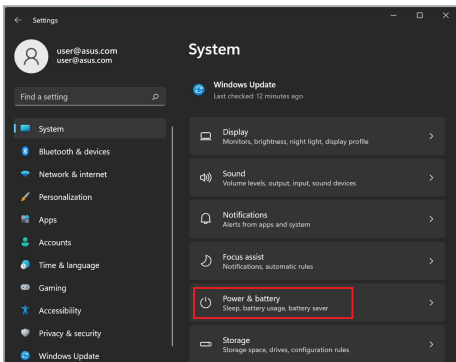 Settings
user@asus.com
user@asus.com
Find a setting
System
Bluetooth & devices
Network & internet
Personalization
Apps
Accounts
Time & language
Gaming
Accessibility
Privacy & security
Windows Update
System
Windows Update
Last checked: 12 minutes ago
Display
Monitors, brightness, night light, display profile
Sound
Volume levels, output, input, sound devices
Notifications
Alerts from apps and system
Focus assist
Notifications, automatic rules
Power & battery
Sleep, battery usage, battery saver
Storage
Storage space, drives, configuration rules